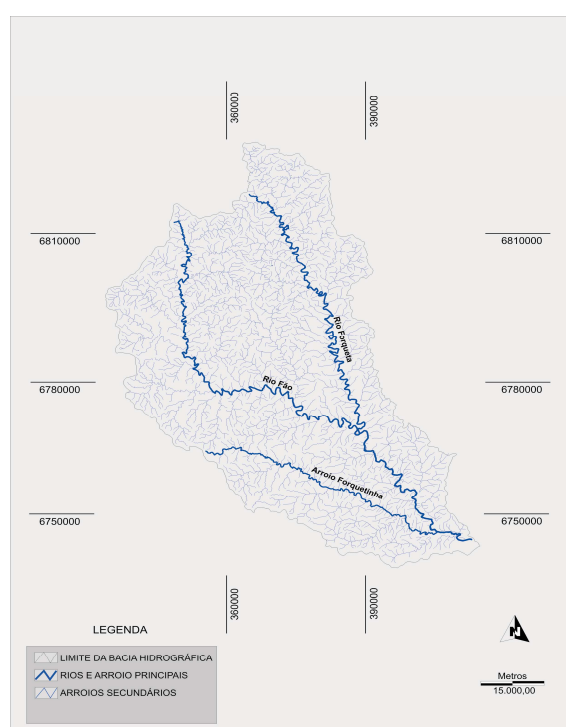 360000
390000
6810000
6810000
Rio Forqueta
6780000
6780000
Rio Fão
Arroio Forquetinha
6750000
6750000
360000
390000
LEGENDA
N
LIMITE DA BACIA HIDROGRÁFICA
RIOS E ARROIO PRINCIPAIS
ARROIOS SECUNDÁRIOS
Metros
15.000,00